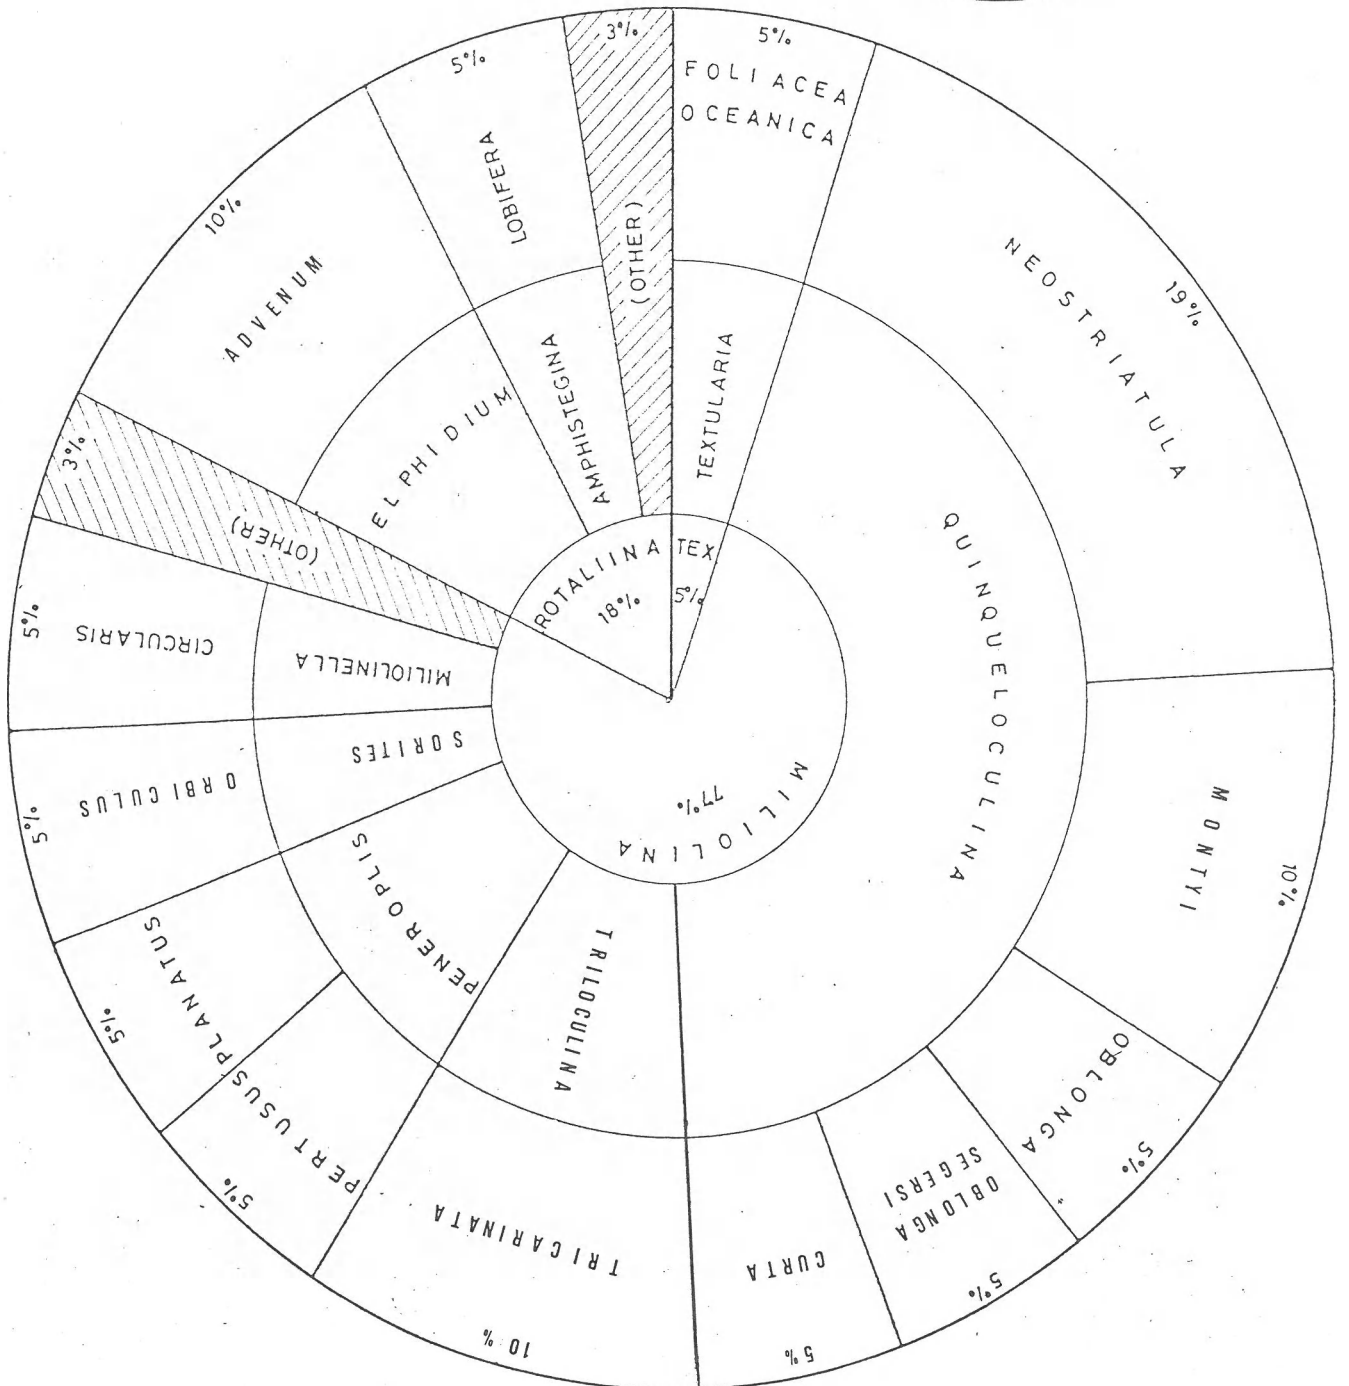 5%
FOLIACEA
OCEANICA
TEXTULARIA
TEX
5%
19%
NEOSTRIATULA
QUINQUELOCULINA
10%
MONTYI
5%
OBLONGA
5%
OBLONGA
SEGERSI
5%
CURTA
MILIOLINA
77%
10%
TRICARINATA
TRILOCULINA
5%
PERTUSUS
5%
PLANATUS
PENEROPLIS
5%
ORBICULUS
SORITES
5%
CIRCULARIS
MILIOLINELLA
3%
(OTHER)
10%
ADVENUM
ELPHIDIUM
5%
LOBIFERA
AMPHISTEGINA
3%
(OTHER)
ROTALIINA
18%